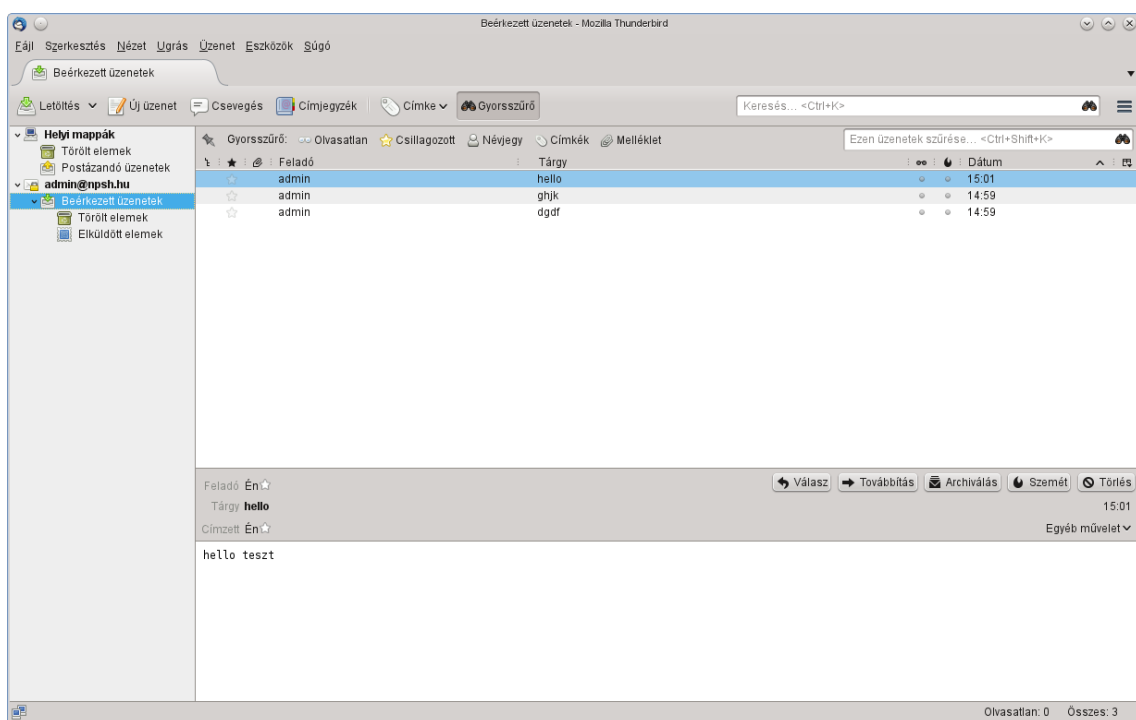 Beérkezett üzenetek - Mozilla Thunderbird
Fájl Szerkesztés Nézet Ugrás Üzenet Eszközök Súgó
Beérkezett üzenetek
Letöltés Új üzenet Csevegés Címjegyzék Címke Gyorsszűrő Keresés... <Ctrl+K>
Helyi mappák
Törölt elemek
Postázandó üzenetek
admin@npsh.hu
Beérkezett üzenetek
Törölt elemek
Elküldött elemek
Gyorsszűrő: Olvasatlan Csillagozott Névjegy Címkék Melléklet Ezen üzenetek szűrése... <Ctrl+Shift+K>
Feladó Tárgy Dátum
admin hello 15:01
admin ghjk 14:59
admin dgdf 14:59
Feladó Én Válasz Továbbítás Archiválás Szemét Törlés
Tárgy hello 15:01
Címzett Én Egyéb művelet
hello teszt
Olvasatlan: 0 Összes: 3